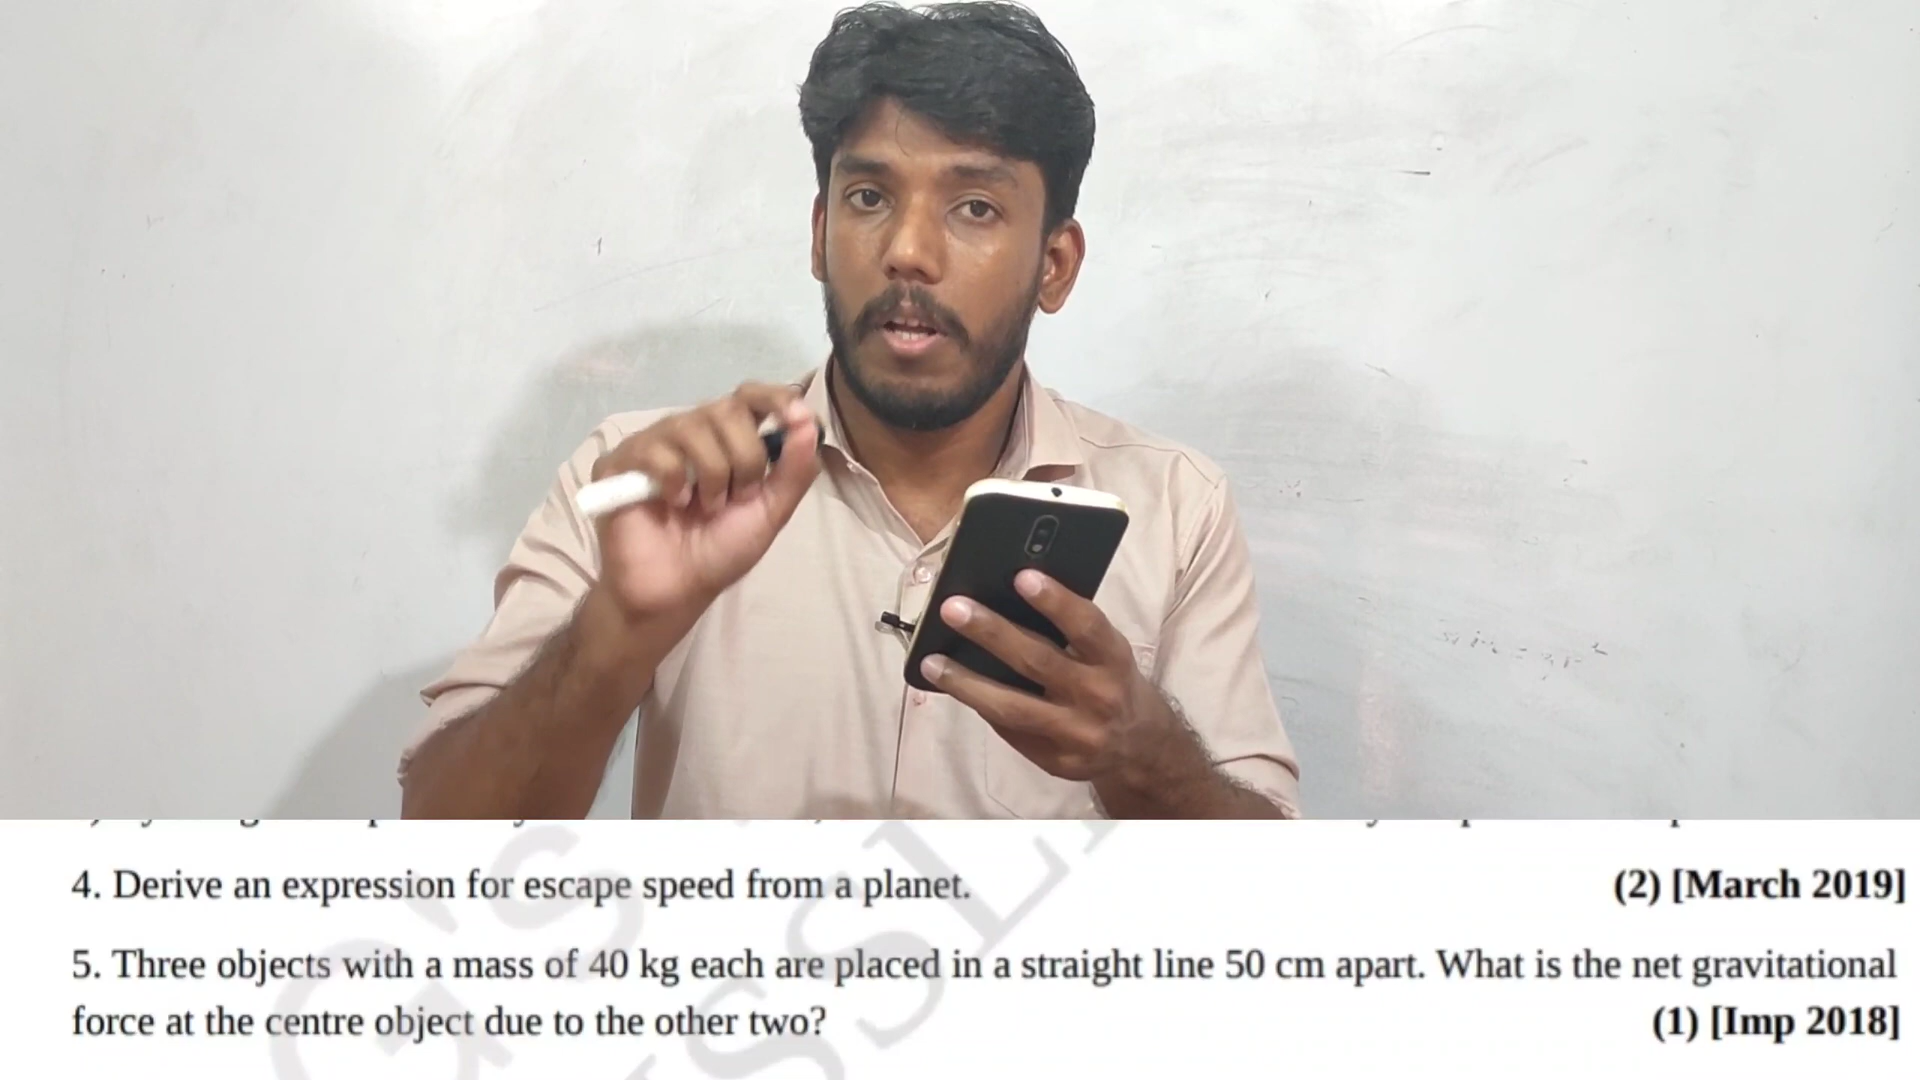 4. Derive an expression for escape speed from a planet. (2) [March 2019]
5. Three objects with a mass of 40 kg each are placed in a straight line 50 cm apart. What is the net gravitational
force at the centre object due to the other two? (1) [Imp 2018]